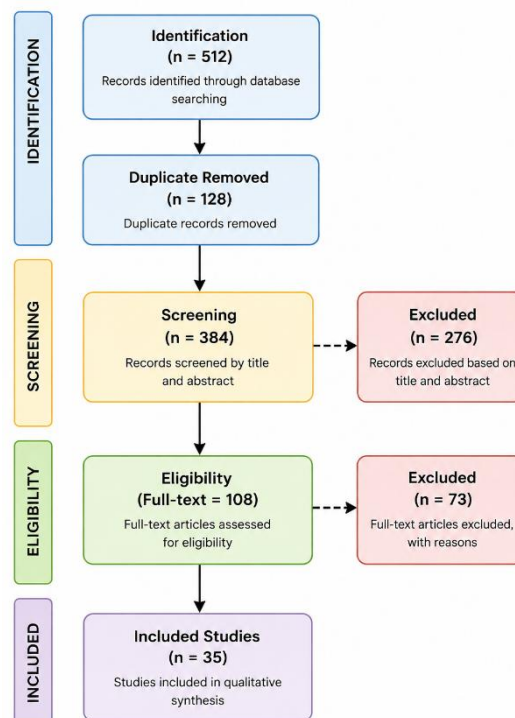 IDENTIFICATION
Identification
(n = 512)
Records identified through database
searching
Duplicate Removed
(n = 128)
Duplicate records removed
SCREENING
Screening
(n = 384)
Records screened by title
and abstract
Excluded
(n = 276)
Records excluded based on
title and abstract
ELIGIBILITY
Eligibility
(Full-text = 108)
Full-text articles assessed
for eligibility
Excluded
(n = 73)
Full-text articles excluded,
with reasons
INCLUDED
Included Studies
(n = 35)
Studies included in qualitative
synthesis